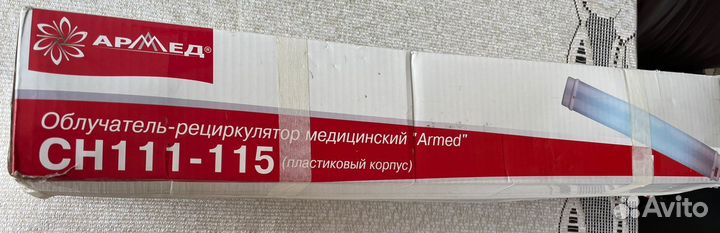 АРМЕД®
Облучатель-рециркулятор медицинский "Armed"
СН111-115 (пластиковый корпус)
Avito